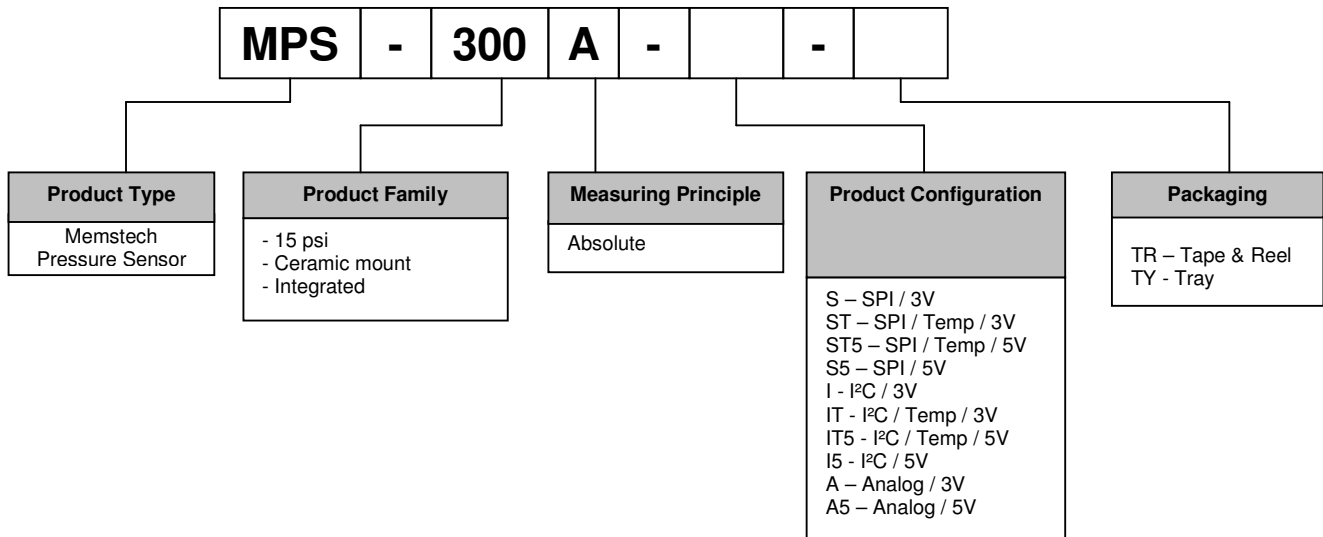 MPS - 300 A - -
Product Type
Memstech
Pressure Sensor
Product Family
- 15 psi
- Ceramic mount
- Integrated
Measuring Principle
Absolute
Product Configuration
S – SPI / 3V
ST – SPI / Temp / 3V
ST5 – SPI / Temp / 5V
S5 – SPI / 5V
I - I²C / 3V
IT - I²C / Temp / 3V
IT5 - I²C / Temp / 5V
I5 - I²C / 5V
A – Analog / 3V
A5 – Analog / 5V
Packaging
TR – Tape & Reel
TY - Tray